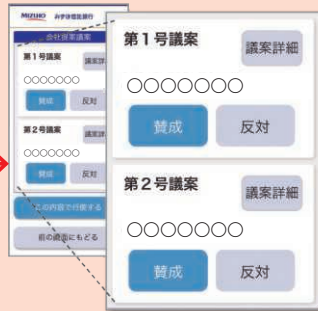 MIZUHO みずほ信託銀行
会社提案議案
第1号議案
議案詳細
○○○○○○○
賛成 反対
第2号議案
議案詳細
○○○○○○○
賛成 反対
この内容で行使する
前の画面にもどる
第1号議案
議案詳細
○○○○○○○
賛成 反対
第2号議案
議案詳細
○○○○○○○
賛成 反対